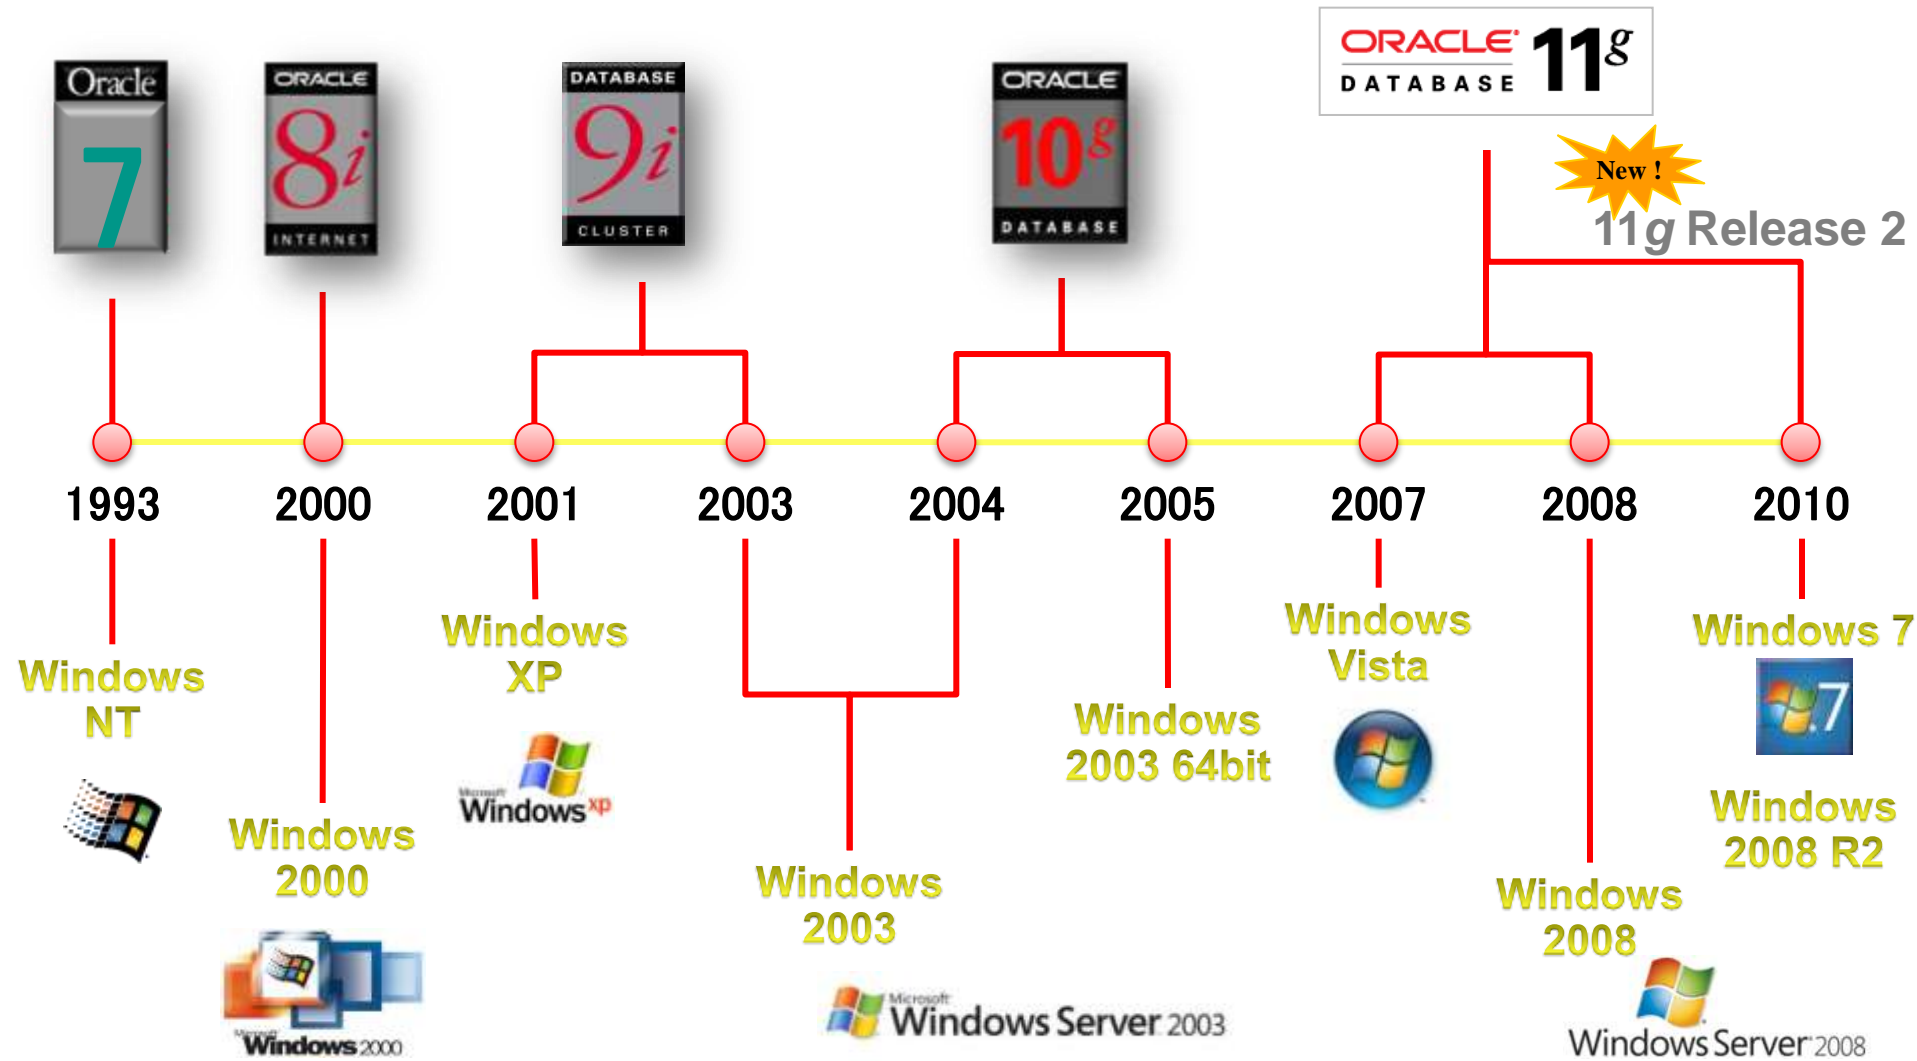 Oracle
7
ORACLE
8i
INTERNET
DATABASE
9i
CLUSTER
ORACLE
10g
DATABASE
ORACLE
DATABASE 11g
New !
11g Release 2
1993 2000 2001 2003 2004 2005 2007 2008 2010
Windows
NT
Windows
2000
Microsoft
Windows 2000
Windows
XP
Microsoft
Windows xp
Windows
2003
Microsoft
Windows Server 2003
Windows
2003 64bit
Windows
Vista
Windows
2008
Windows Server 2008
Windows 7
7
Windows
2008 R2